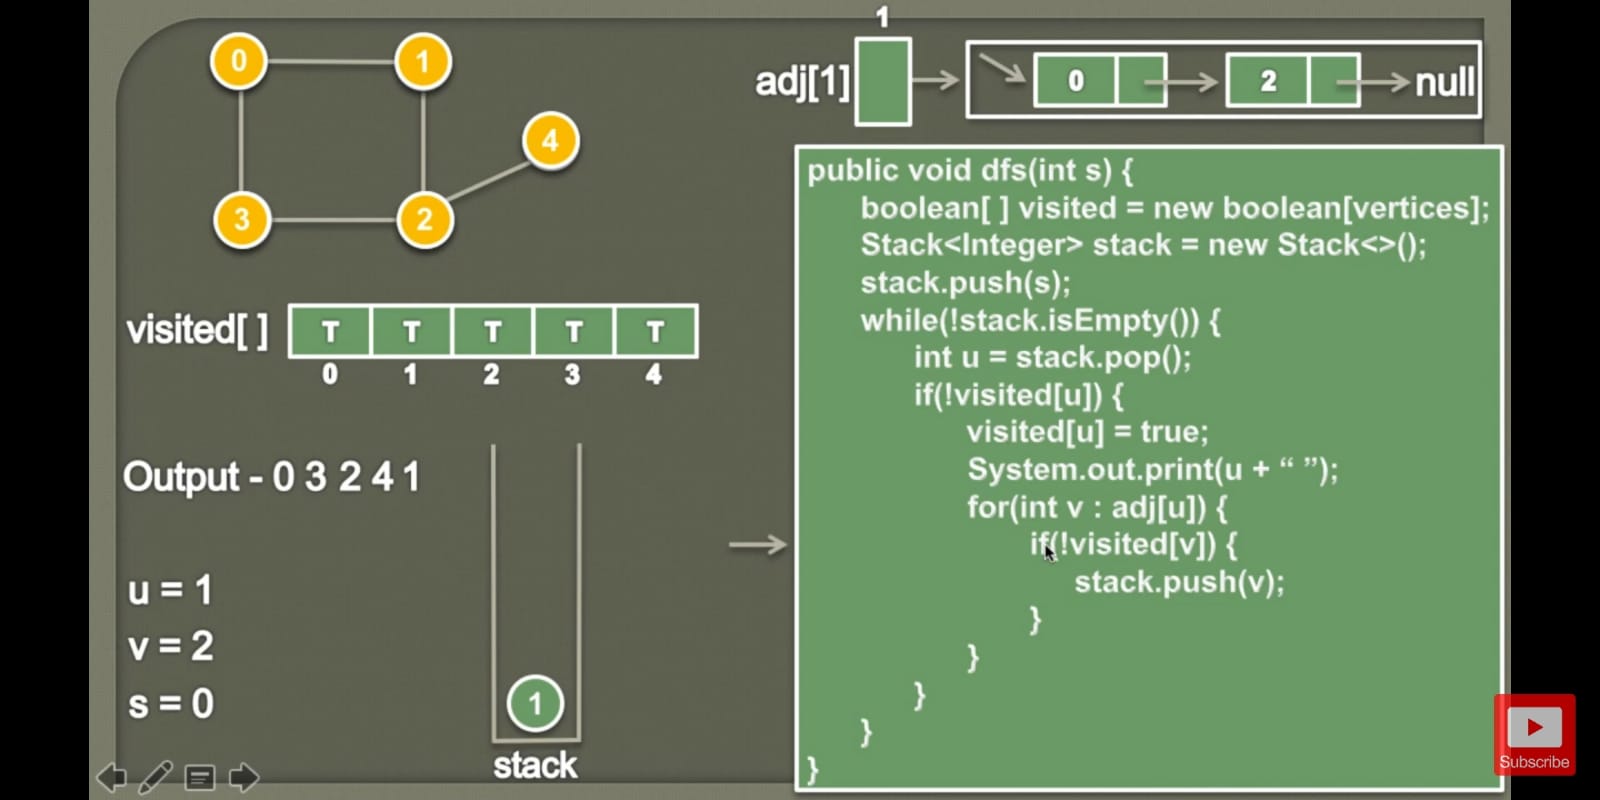 0 1
4
3 2
1
adj[1] 0 2 null
visited[ ] T T T T T
0 1 2 3 4
Output - 0 3 2 4 1
u = 1
v = 2
s = 0
1
stack
public void dfs(int s) {
boolean[ ] visited = new boolean[vertices];
Stack<Integer> stack = new Stack<>();
stack.push(s);
while(!stack.isEmpty()) {
int u = stack.pop();
if(!visited[u]) {
visited[u] = true;
System.out.print(u + “ ”);
for(int v : adj[u]) {
if(!visited[v]) {
stack.push(v);
}
}
}
}
}
Subscribe